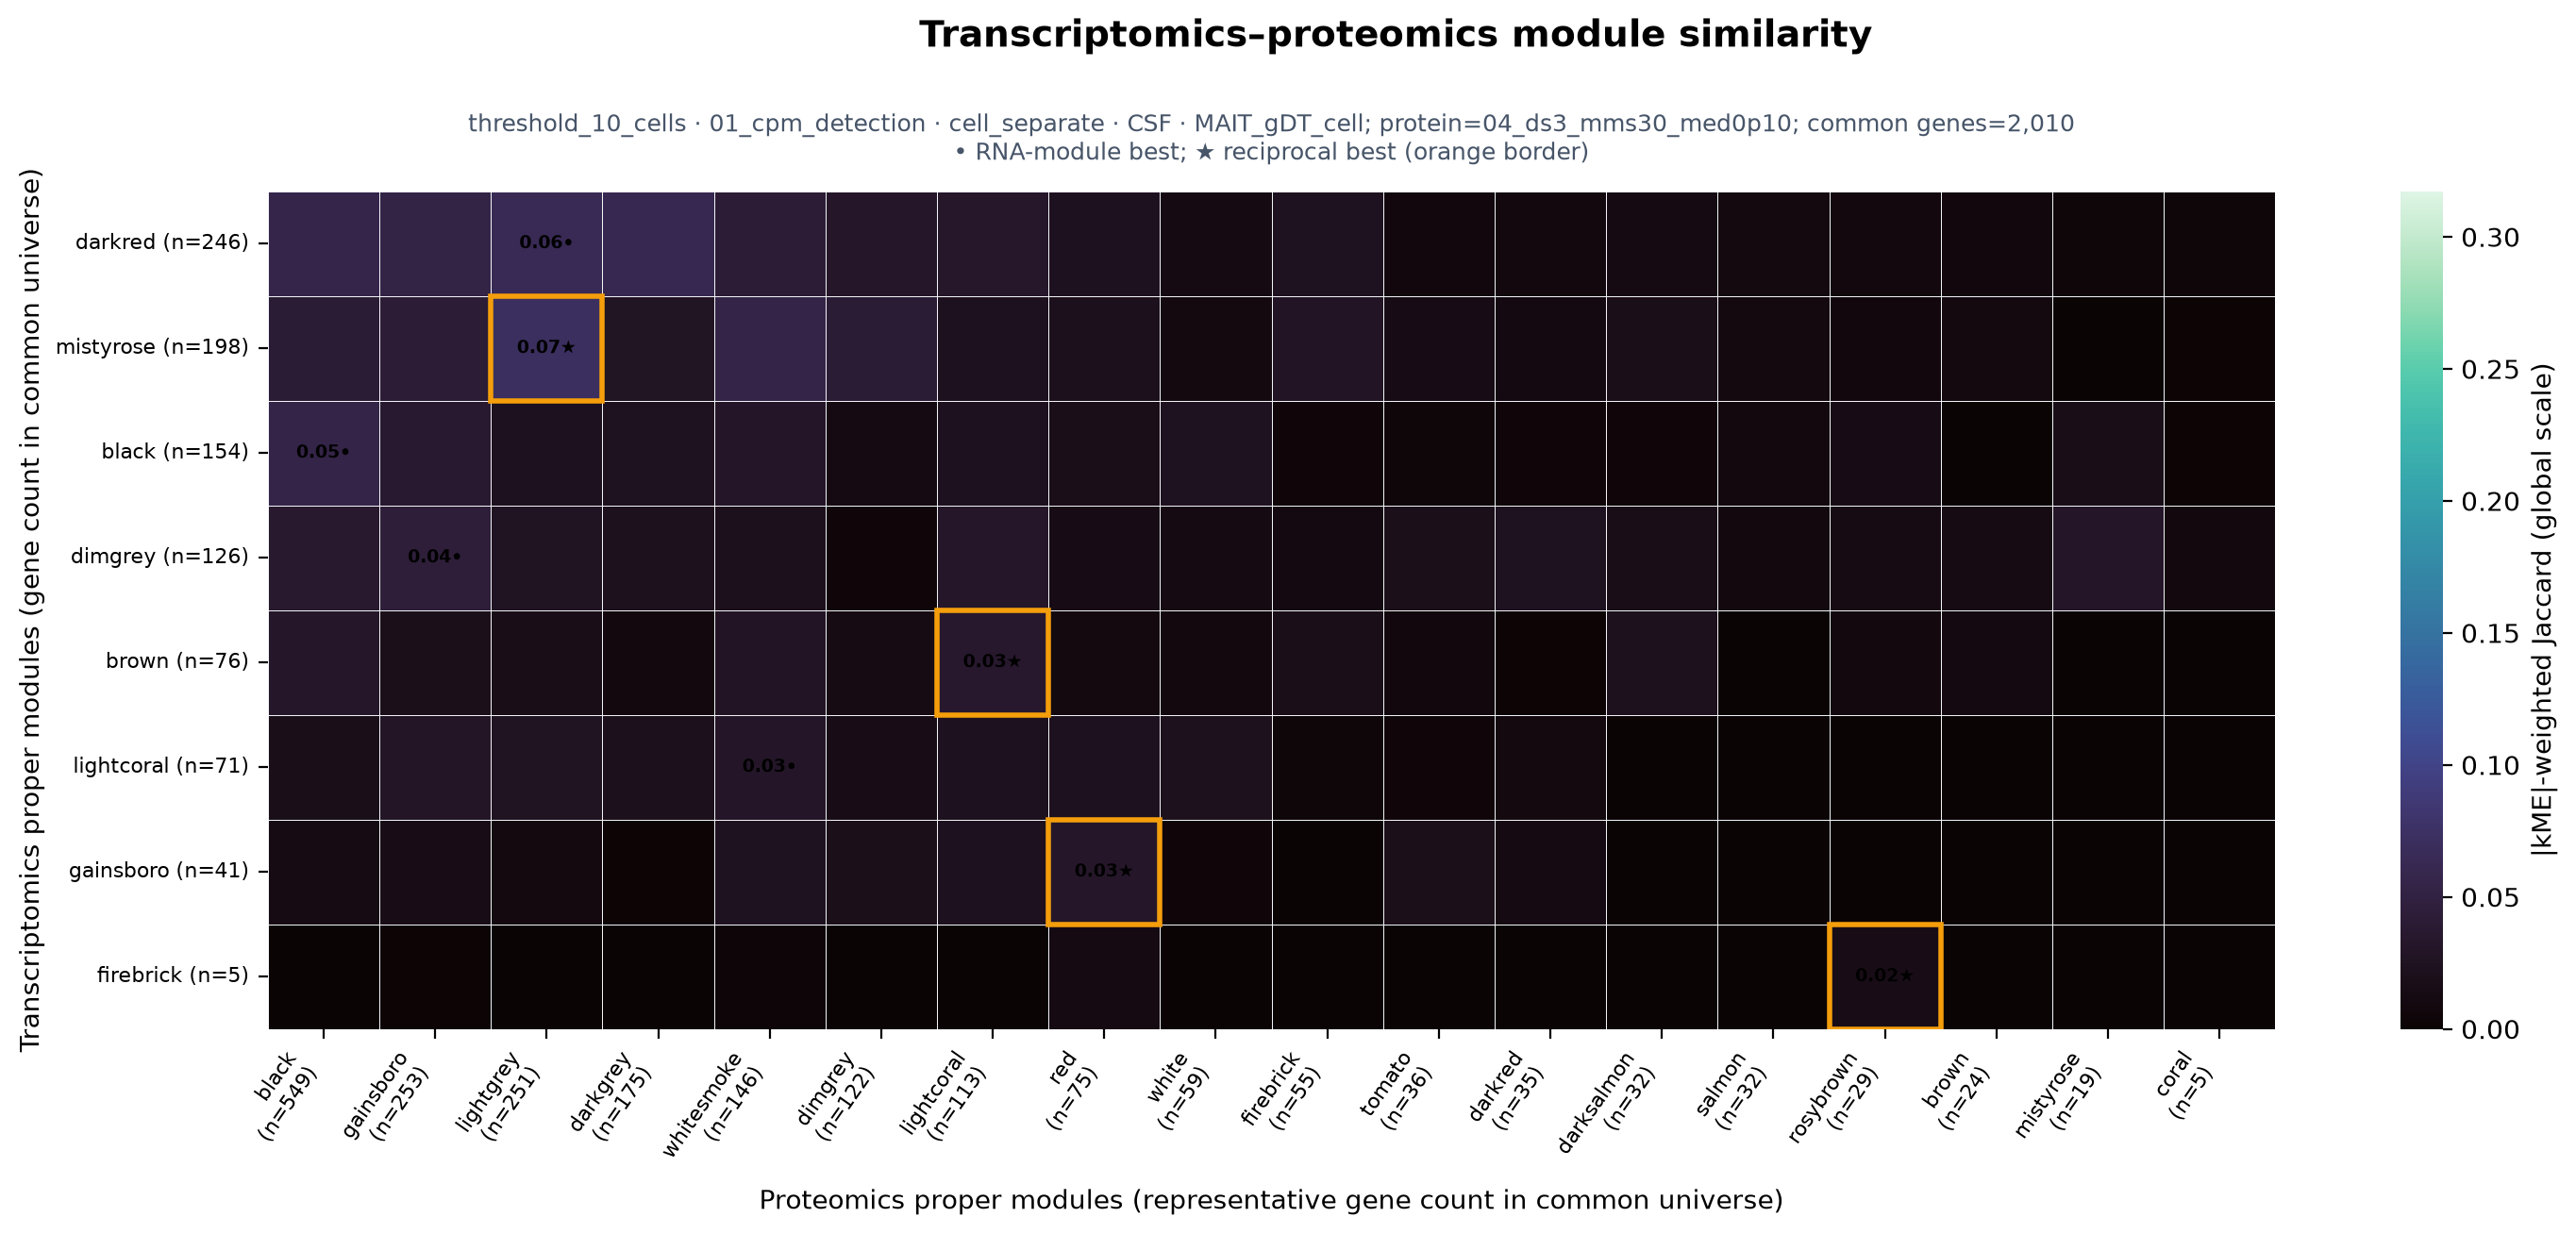 Transcriptomics–proteomics module similarity
threshold_10_cells · 01_cpm_detection · cell_separate · CSF · MAIT_gDT_cell; protein=04_ds3_mms30_med0p10; common genes=2,010
• RNA-module best; ★ reciprocal best (orange border)
Transcriptomics proper modules (gene count in common universe)
darkred (n=246)
0.06•
mistyrose (n=198)
0.07★
black (n=154)
0.05•
dimgrey (n=126)
0.04•
brown (n=76)
0.03★
lightcoral (n=71)
0.03•
gainsboro (n=41)
0.03★
firebrick (n=5)
0.02★
black
(n=549)
gainsboro
(n=253)
lightgrey
(n=251)
darkgrey
(n=175)
whitesmoke
(n=146)
dimgrey
(n=122)
lightcoral
(n=113)
red
(n=75)
white
(n=59)
firebrick
(n=55)
tomato
(n=36)
darkred
(n=35)
darksalmon
(n=32)
salmon
(n=32)
rosybrown
(n=29)
brown
(n=24)
mistyrose
(n=19)
coral
(n=5)
Proteomics proper modules (representative gene count in common universe)
0.30
0.25
0.20
0.15
0.10
0.05
0.00
|kME|-weighted Jaccard (global scale)